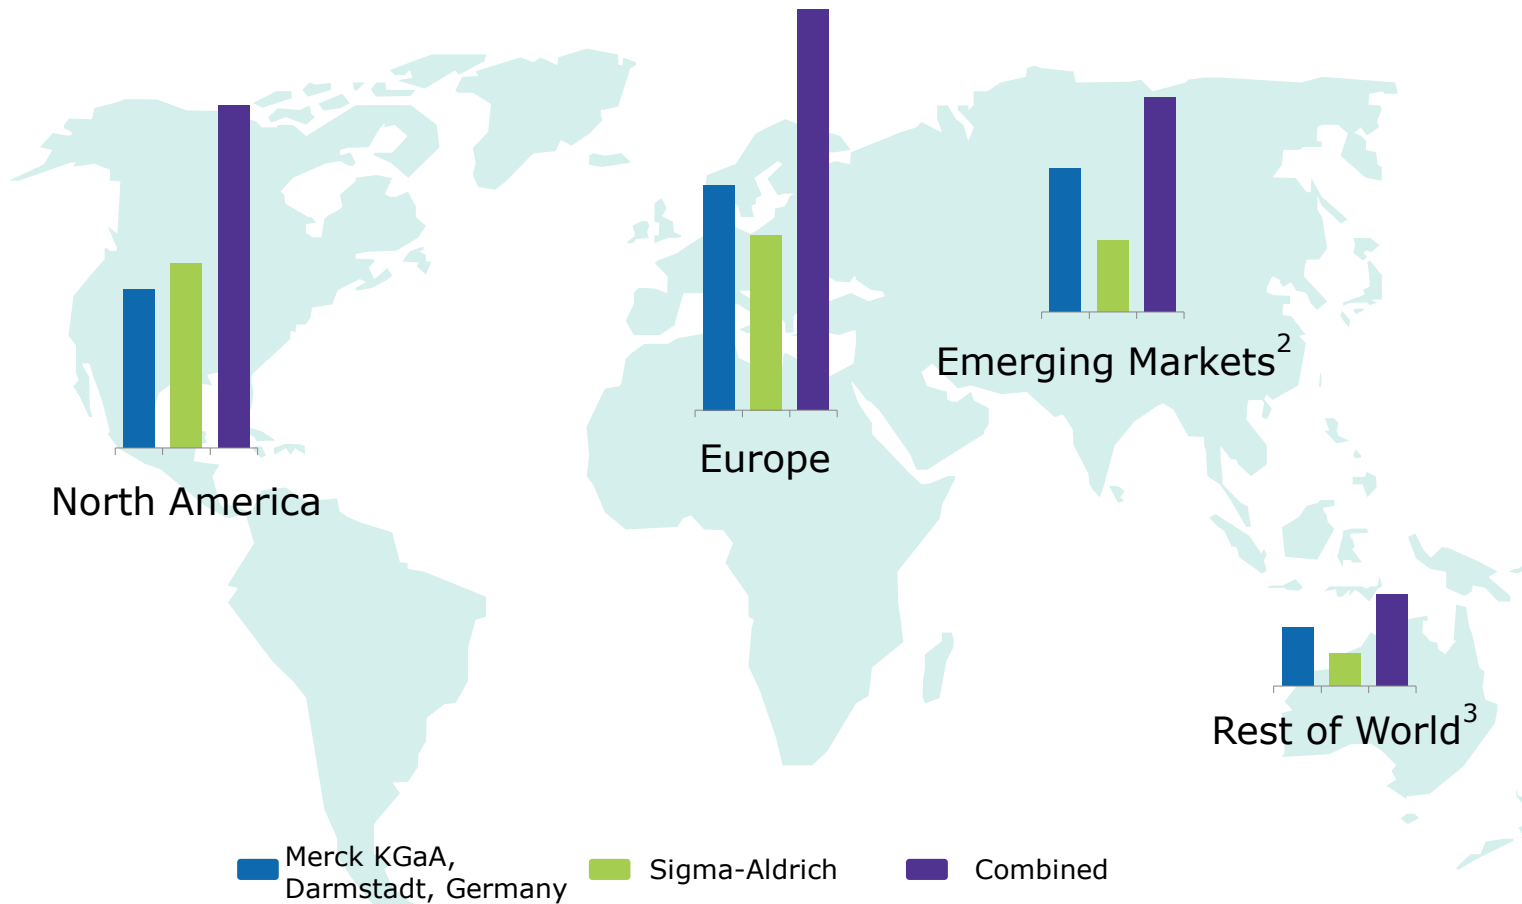 Emerging Markets2
Europe
North America
Rest of World3
Merck KGaA,
Darmstadt, Germany
Sigma-Aldrich
Combined